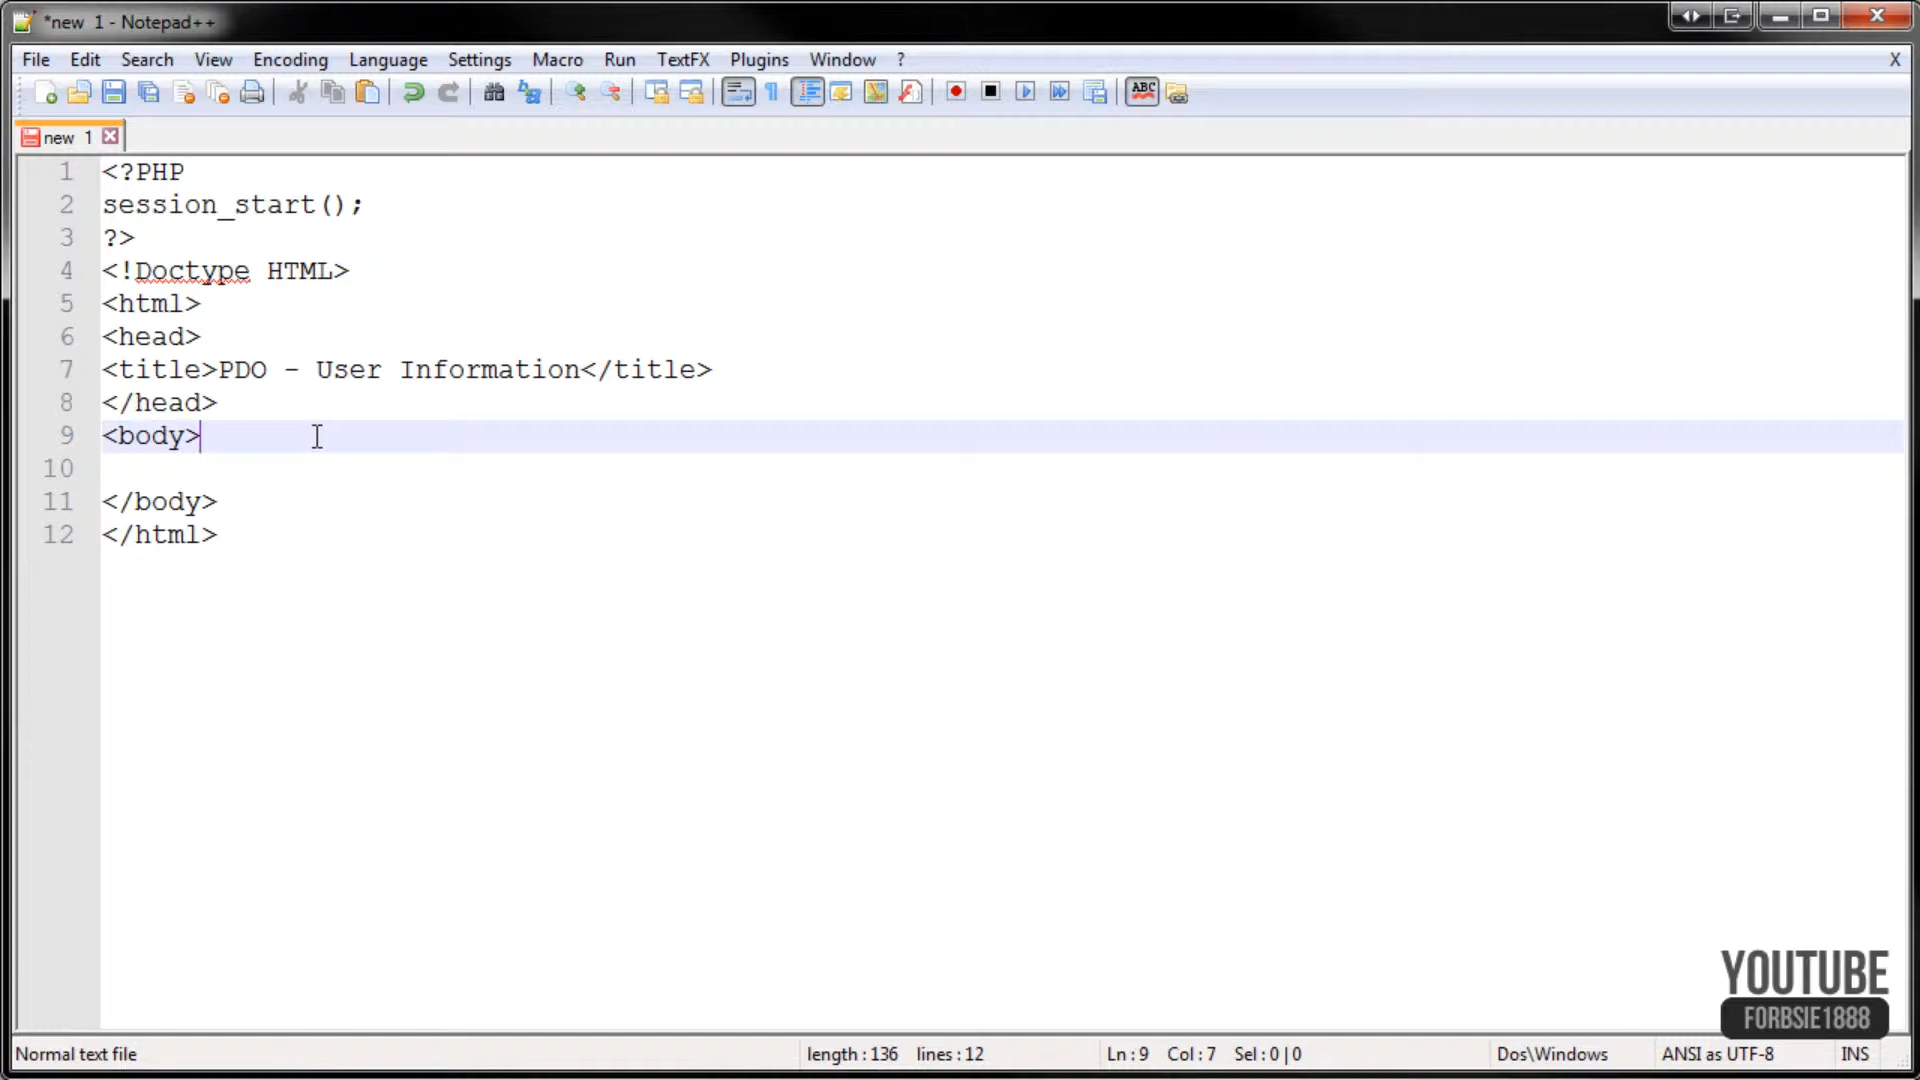 *new 1 - Notepad++
File Edit Search View Encoding Language Settings Macro Run TextFX Plugins Window ? X
ABC
new 1
1 <?PHP
2 session_start();
3 ?>
4 <!Doctype HTML>
5 <html>
6 <head>
7 <title>PDO - User Information</title>
8 </head>
9 <body>
10
11 </body>
12 </html>
YOUTUBE
FORBSIE1888
Normal text file length : 136 lines : 12 Ln : 9 Col : 7 Sel : 0 | 0 Dos\Windows ANSI as UTF-8 INS